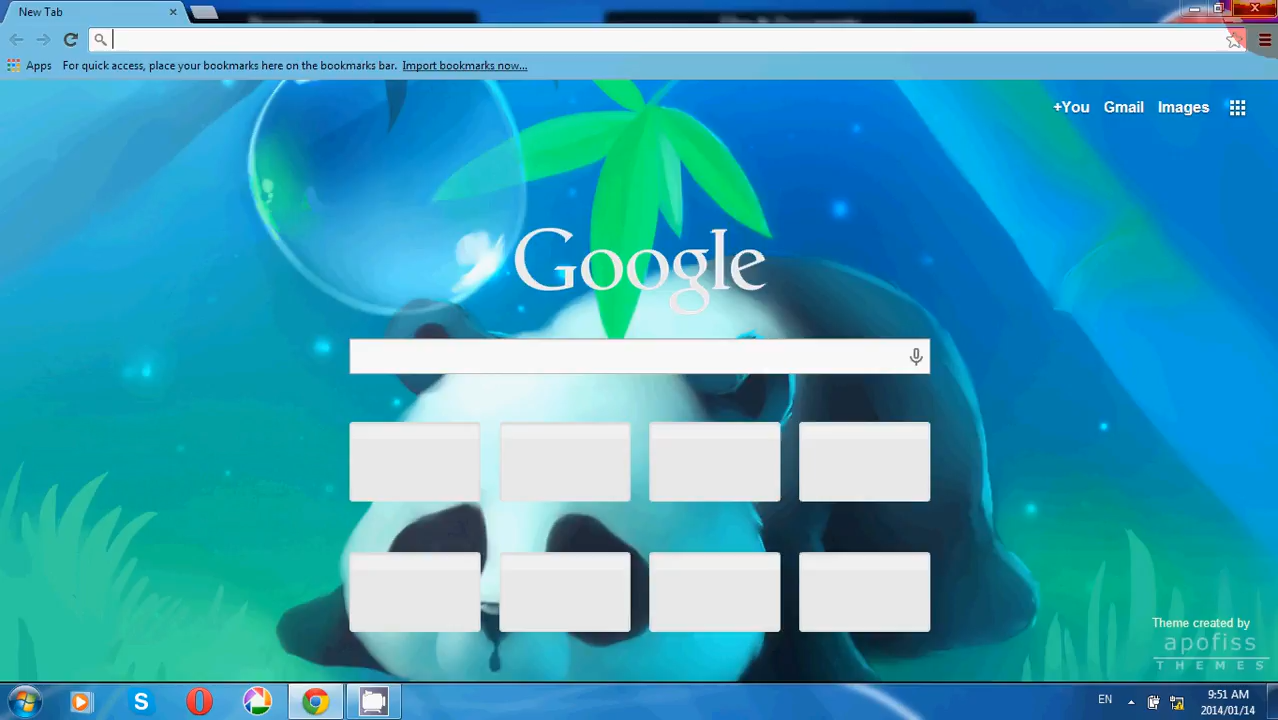 New Tab
Apps For quick access, place your bookmarks here on the bookmarks bar. Import bookmarks now...
+You Gmail Images
Google
Theme created by
apofiss
THEMES
EN
9:51 AM
2014/01/14